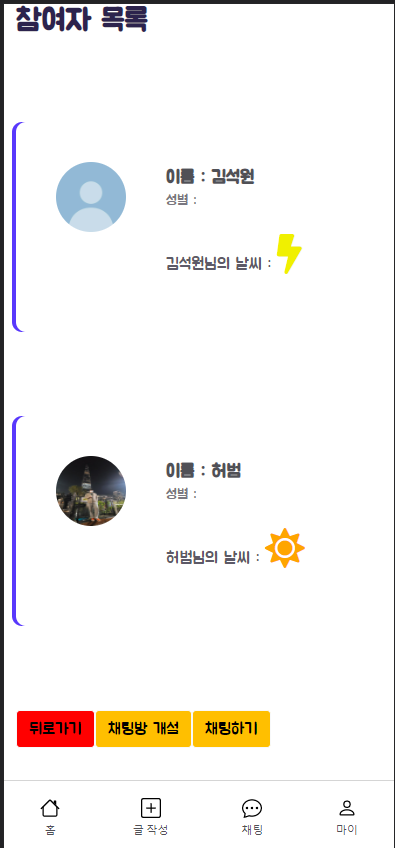 참여자 목록
이름 : 김석원
성별 :
김석원님의 날씨 :
이름 : 허범
성별 :
허범님의 날씨 :
뒤로가기 채팅방 개설 채팅하기
홈 글 작성 채팅 마이